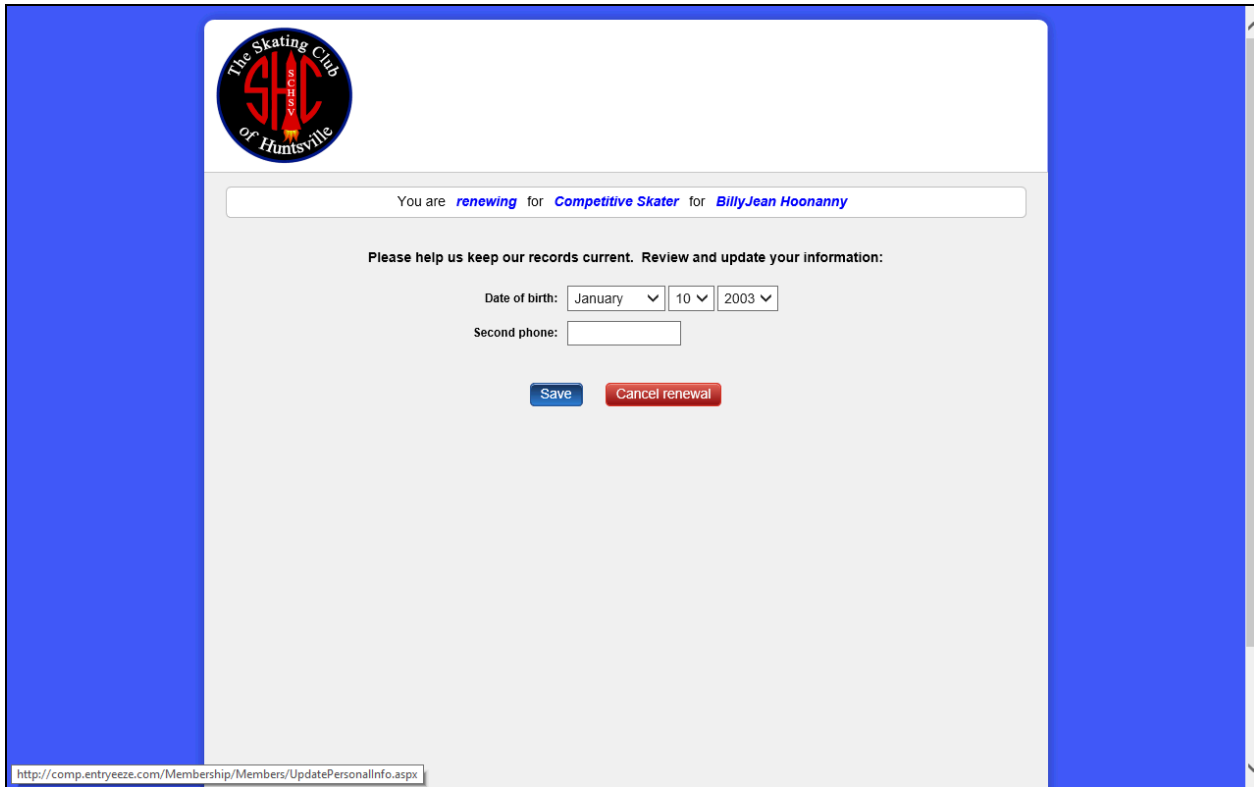 The Skating Club
SHC
SCHSV
of Huntsville
You are renewing for Competitive Skater for BillyJean Hoonanny
Please help us keep our records current. Review and update your information:
Date of birth: January 10 2003
Second phone:
Save Cancel renewal
http://comp.entryeeze.com/Membership/Members/UpdatePersonalInfo.aspx